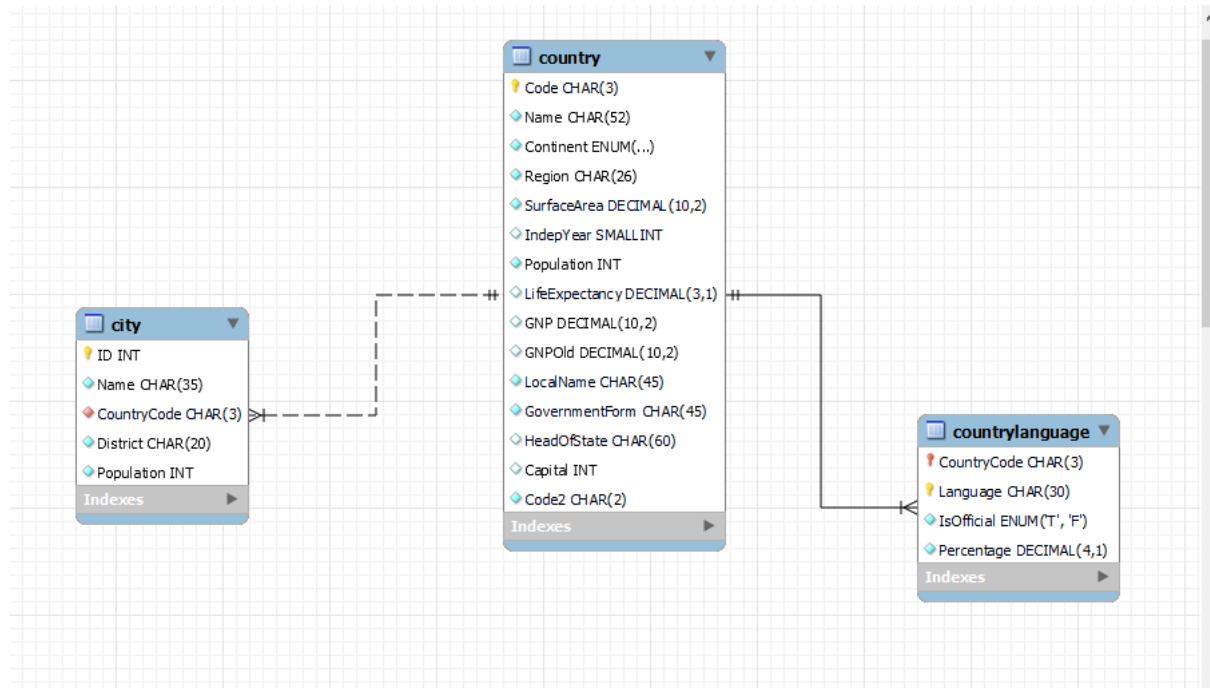 country
Code CHAR(3)
Name CHAR(52)
Continent ENUM(...)
Region CHAR(26)
SurfaceArea DECIMAL(10,2)
IndepYear SMALLINT
Population INT
LifeExpectancy DECIMAL(3,1)
GNP DECIMAL(10,2)
GNPOld DECIMAL(10,2)
LocalName CHAR(45)
GovernmentForm CHAR(45)
HeadOfState CHAR(60)
Capital INT
Code2 CHAR(2)
Indexes
city
ID INT
Name CHAR(35)
CountryCode CHAR(3)
District CHAR(20)
Population INT
Indexes
countrylanguage
CountryCode CHAR(3)
Language CHAR(30)
IsOfficial ENUM('T', 'F')
Percentage DECIMAL(4,1)
Indexes